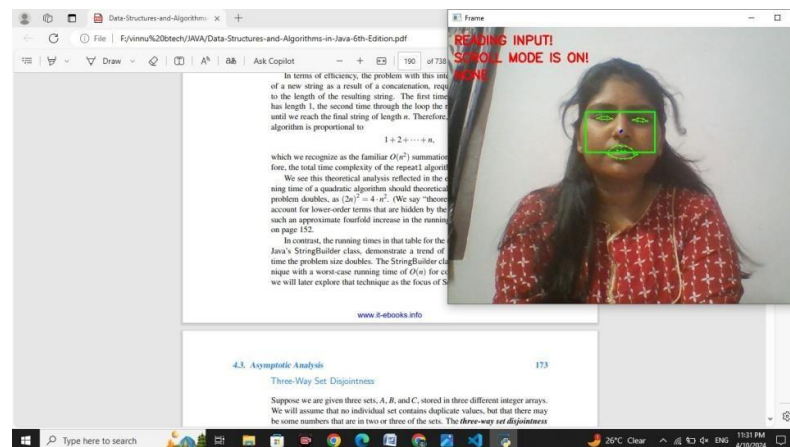 Data-Structures-and-Algorithms-
File
F:/vinnu%20btech/JAVA/Data-Structures-and-Algorithms-in-Java-6th-Edition.pdf
Draw
Ask Copilot
190 of 738
In terms of efficiency, the problem with this
of a new string as a result of a concatenation, requ
to the length of the resulting string. The first time
has length 1, the second time through the loop the
until we reach the final string of length n. Therefore,
algorithm is proportional to
1+2+···+n,
which we recognize as the familiar O(n²) summation
fore, the total time complexity of the repeat1 algorit
We see this theoretical analysis reflected in the
ning time of a quadratic algorithm should theoretical
problem doubles, as (2n)² = 4·n². (We say “theore
account for lower-order terms that are hidden by the
such an approximate fourfold increase in the running
on page 152.
In contrast, the running times in that table for the
Java's StringBuilder class, demonstrate a trend of
time the problem size doubles. The StringBuilder cla
nique with a worst-case running time of O(n) for
we will later explore that technique as the focus of
www.it-ebooks.info
4.3. Asymptotic Analysis 173
Three-Way Set Disjointness
Suppose we are given three sets, A, B, and C, stored in three different integer arrays.
We will assume that no individual set contains duplicate values, but that there may
be some numbers that are in two or three of the sets. The three-way set disjointness
Frame
READING INPUT!
SCROLL MODE IS ON!
NONE
Type here to search
26°C Clear
ENG
11:31 PM
4/10/2024